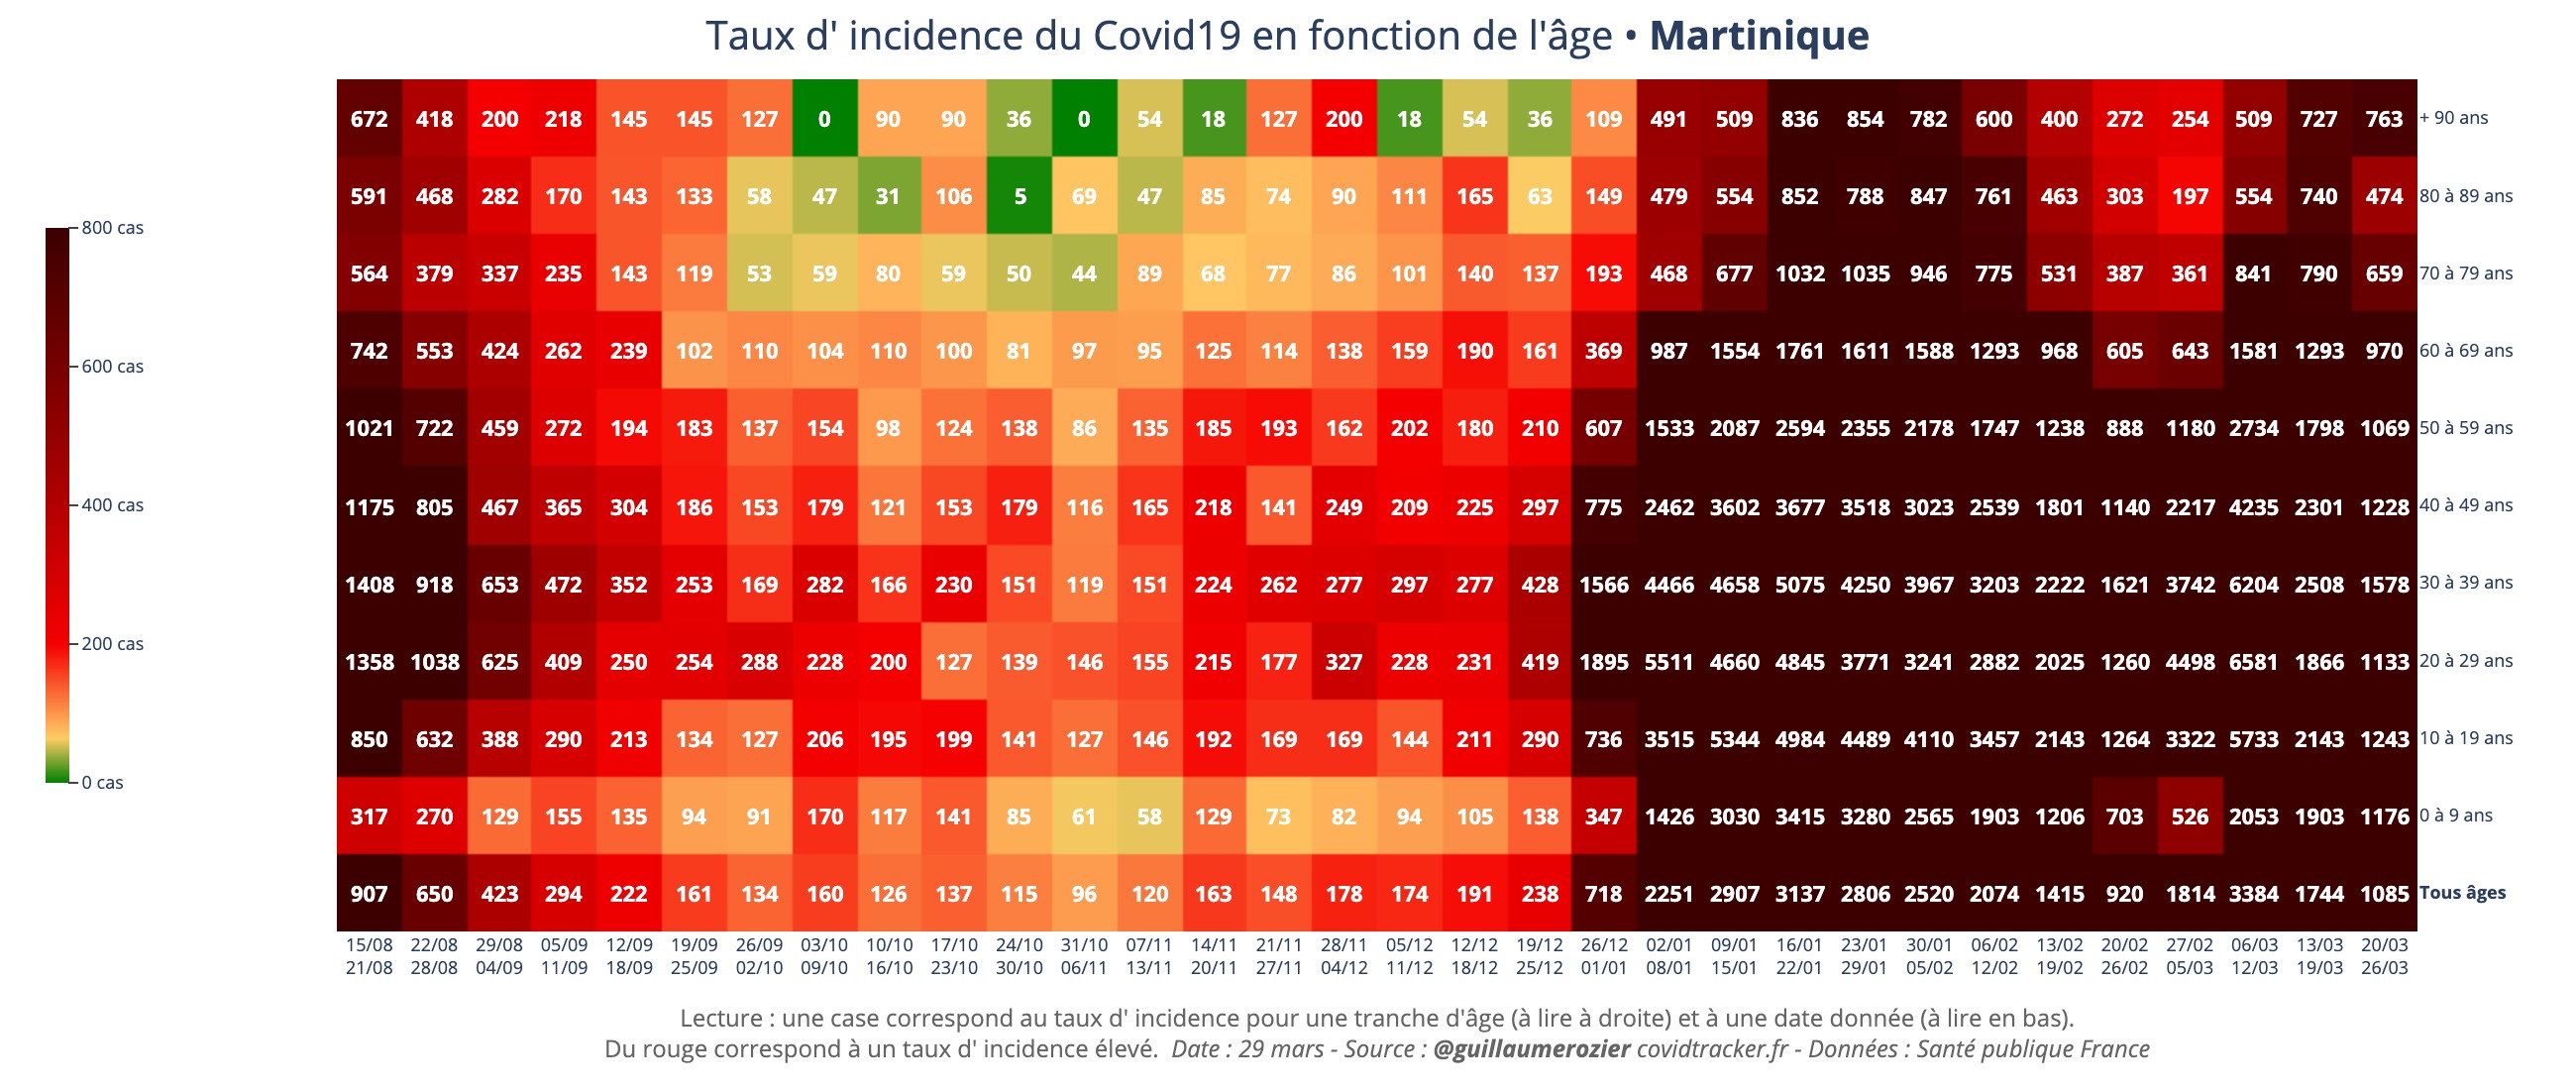 Taux d' incidence du Covid19 en fonction de l'âge • Martinique
672 418 200 218 145 145 127 0 90 90 36 0 54 18 127 200 18 54 36 109 491 509 836 854 782 600 400 272 254 509 727 763 + 90 ans
591 468 282 170 143 133 58 47 31 106 5 69 47 85 74 90 111 165 63 149 479 554 852 788 847 761 463 303 197 554 740 474 80 à 89 ans
800 cas
564 379 337 235 143 119 53 59 80 59 50 44 89 68 77 86 101 140 137 193 468 677 1032 1035 946 775 531 387 361 841 790 659 70 à 79 ans
742 553 424 262 239 102 110 104 110 100 81 97 95 125 114 138 159 190 161 369 987 1554 1761 1611 1588 1293 968 605 643 1581 1293 970 60 à 69 ans
600 cas
1021 722 459 272 194 183 137 154 98 124 138 86 135 185 193 162 202 180 210 607 1533 2087 2594 2355 2178 1747 1238 888 1180 2734 1798 1069 50 à 59 ans
400 cas
1175 805 467 365 304 186 153 179 121 153 179 116 165 218 141 249 209 225 297 775 2462 3602 3677 3518 3023 2539 1801 1140 2217 4235 2301 1228 40 à 49 ans
1408 918 653 472 352 253 169 282 166 230 151 119 151 224 262 277 297 277 428 1566 4466 4658 5075 4250 3967 3203 2222 1621 3742 6204 2508 1578 30 à 39 ans
200 cas
1358 1038 625 409 250 254 288 228 200 127 139 146 155 215 177 327 228 231 419 1895 5511 4660 4845 3771 3241 2882 2025 1260 4498 6581 1866 1133 20 à 29 ans
850 632 388 290 213 134 127 206 195 199 141 127 146 192 169 169 144 211 290 736 3515 5344 4984 4489 4110 3457 2143 1264 3322 5733 2143 1243 10 à 19 ans
0 cas
317 270 129 155 135 94 91 170 117 141 85 61 58 129 73 82 94 105 138 347 1426 3030 3415 3280 2565 1903 1206 703 526 2053 1903 1176 0 à 9 ans
907 650 423 294 222 161 134 160 126 137 115 96 120 163 148 178 174 191 238 718 2251 2907 3137 2806 2520 2074 1415 920 1814 3384 1744 1085 Tous âges
15/08 22/08 29/08 05/09 12/09 19/09 26/09 03/10 10/10 17/10 24/10 31/10 07/11 14/11 21/11 28/11 05/12 12/12 19/12 26/12 02/01 09/01 16/01 23/01 30/01 06/02 13/02 20/02 27/02 06/03 13/03 20/03
21/08 28/08 04/09 11/09 18/09 25/09 02/10 09/10 16/10 23/10 30/10 06/11 13/11 20/11 27/11 04/12 11/12 18/12 25/12 01/01 08/01 15/01 22/01 29/01 05/02 12/02 19/02 26/02 05/03 12/03 19/03 26/03
Lecture : une case correspond au taux d' incidence pour une tranche d'âge (à lire à droite) et à une date donnée (à lire en bas).
Du rouge correspond à un taux d' incidence élevé. Date : 29 mars - Source : @guillaumerozier covidtracker.fr - Données : Santé publique France